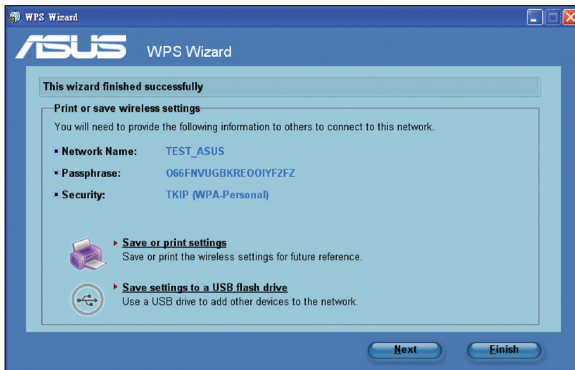 WPS Wizard
ASUS WPS Wizard
This wizard finished successfully
Print or save wireless settings
You will need to provide the following information to others to connect to this network.
• Network Name: TEST_ASUS
• Passphrase: O66FNVUGBKREOOIYF2FZ
• Security: TKIP (WPA-Personal)
Save or print settings
Save or print the wireless settings for future reference.
Save settings to a USB flash drive
Use a USB drive to add other devices to the network.
Next Finish